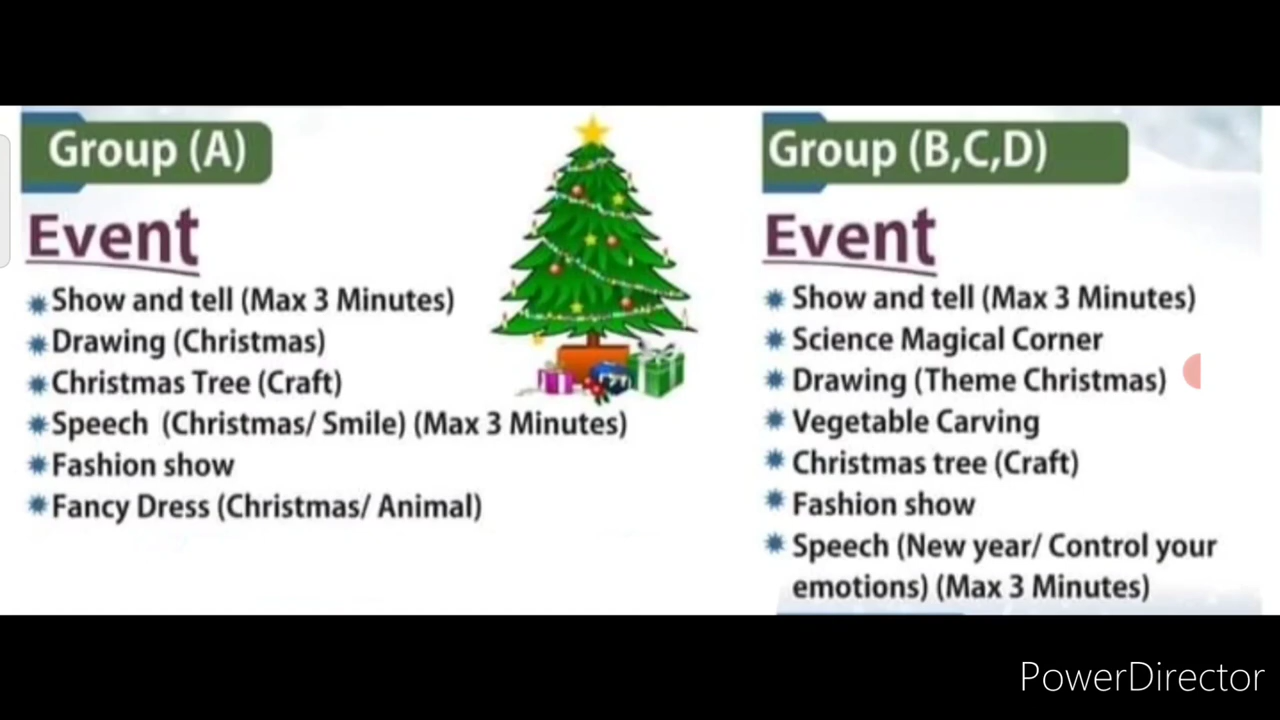 Group (A)
Event
Show and tell (Max 3 Minutes)
Drawing (Christmas)
Christmas Tree (Craft)
Speech (Christmas/ Smile) (Max 3 Minutes)
Fashion show
Fancy Dress (Christmas/ Animal)
Group (B,C,D)
Event
Show and tell (Max 3 Minutes)
Science Magical Corner
Drawing (Theme Christmas)
Vegetable Carving
Christmas tree (Craft)
Fashion show
Speech (New year/ Control your
emotions) (Max 3 Minutes)
PowerDirector